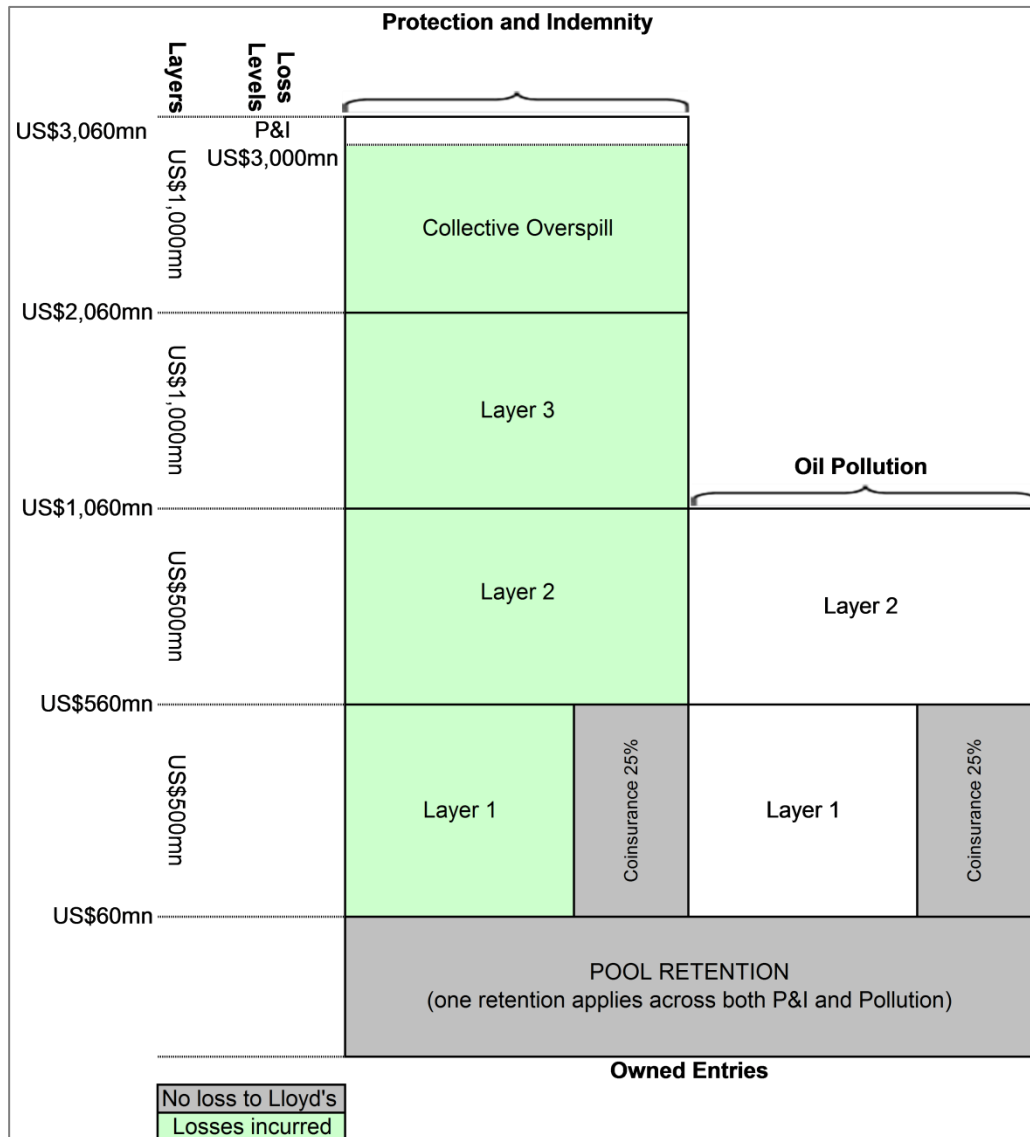 Protection and Indemnity
Layers
Loss
Levels
P&I
US$3,060mn
US$3,000mn
US$1,000mn
Collective Overspill
US$2,060mn
US$1,000mn
Layer 3
Oil Pollution
US$1,060mn
US$500mn
Layer 2
Layer 2
US$560mn
US$500mn
Layer 1
Coinsurance 25%
Layer 1
Coinsurance 25%
US$60mn
POOL RETENTION
(one retention applies across both P&I and Pollution)
Owned Entries
No loss to Lloyd's
Losses incurred